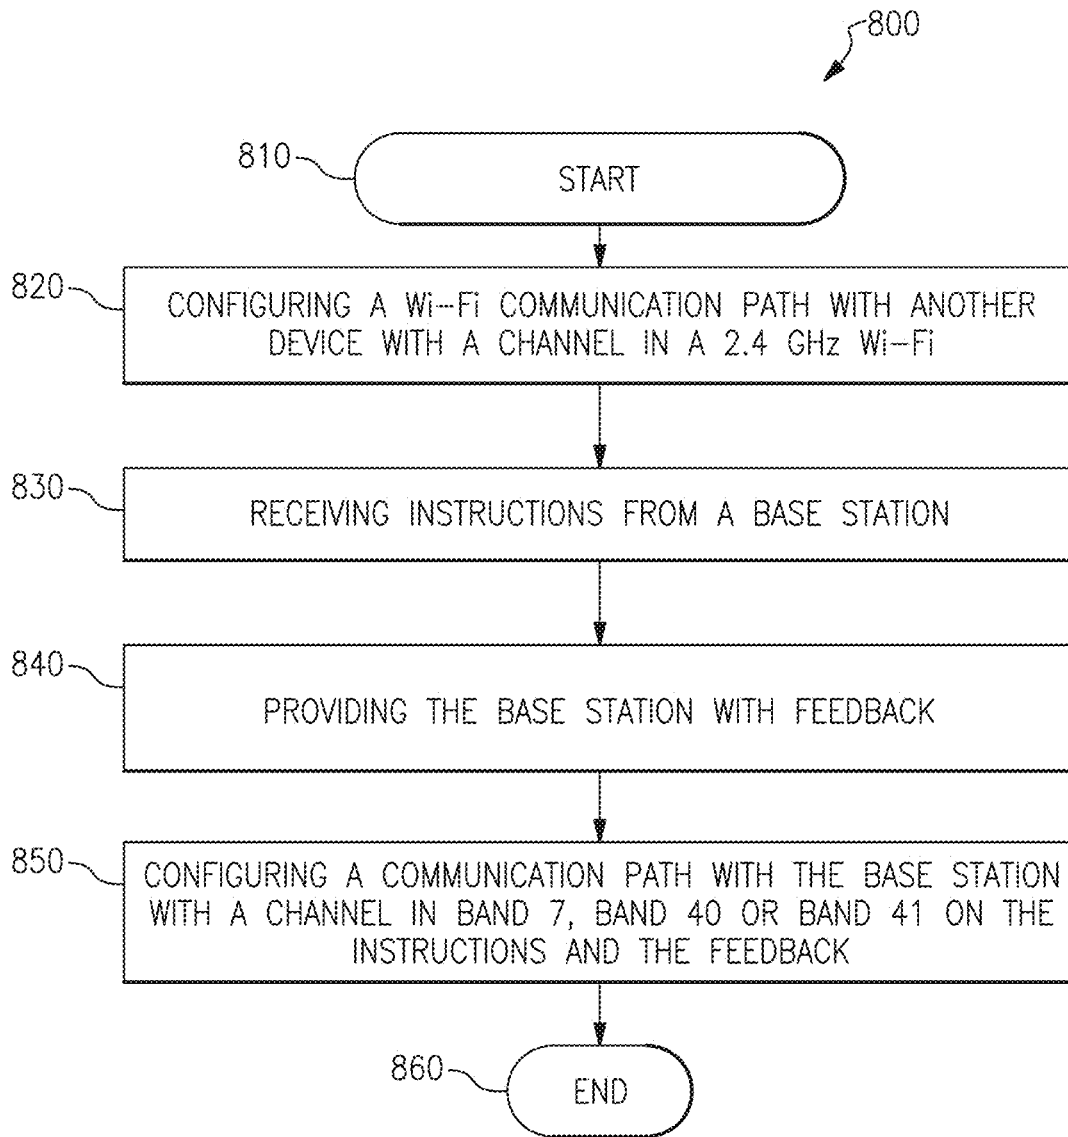 800
810
START
820
CONFIGURING A Wi-Fi COMMUNICATION PATH WITH ANOTHER
DEVICE WITH A CHANNEL IN A 2.4 GHz Wi-Fi
830
RECEIVING INSTRUCTIONS FROM A BASE STATION
840
PROVIDING THE BASE STATION WITH FEEDBACK
850
CONFIGURING A COMMUNICATION PATH WITH THE BASE STATION
WITH A CHANNEL IN BAND 7, BAND 40 OR BAND 41 ON THE
INSTRUCTIONS AND THE FEEDBACK
860
END